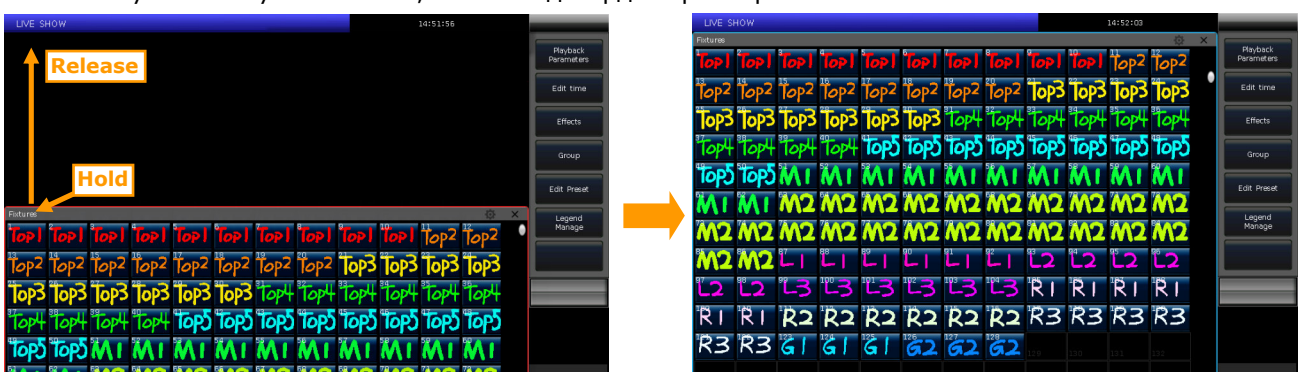 LIVE SHOW 14:51:56
Release
Hold
Fixtures
Top1 Top1 Top1 Top1 Top1 Top1 Top1 Top1 Top1 Top1 Top2 Top2
Top2 Top2 Top2 Top2 Top2 Top2 Top2 Top2 Top3 Top3 Top3 Top3
Top3 Top3 Top3 Top3 Top3 Top3 Top4 Top4 Top4 Top4 Top4 Top4
Top4 Top4 Top4 Top4 Top5 Top5 Top5 Top5 Top5 Top5 Top5 Top5
Top5 Top5 M1 M1 M1 M1 M1 M1 M1 M1 M1 M1
Playback
Parameters
Edit time
Effects
Group
Edit Preset
Legend
Manage
LIVE SHOW 14:52:03
Fixtures
Top1 Top1 Top1 Top1 Top1 Top1 Top1 Top1 Top1 Top1 Top2 Top2
Top2 Top2 Top2 Top2 Top2 Top2 Top2 Top2 Top3 Top3 Top3 Top3
Top3 Top3 Top3 Top3 Top3 Top3 Top4 Top4 Top4 Top4 Top4 Top4
Top4 Top4 Top4 Top4 Top5 Top5 Top5 Top5 Top5 Top5 Top5 Top5
Top5 Top5 M1 M1 M1 M1 M1 M1 M1 M1 M1 M1
M1 M1 M2 M2 M2 M2 M2 M2 M2 M2 M2 M2
M2 M2 M2 M2 M2 M2 M2 M2 M2 M2 M2 M2
M2 M2 L1 L1 L1 L1 L1 L1 L2 L2 L2 L2
L2 L2 L3 L3 L3 L3 L3 L3 R1 R1 R1 R1
R1 R1 R2 R2 R2 R2 R2 R2 R3 R3 R3 R3
R3 R3 G1 G1 G1 G2 G2 G2 129 130 131 132
Playback
Parameters
Edit time
Effects
Group
Edit Preset
Legend
Manage